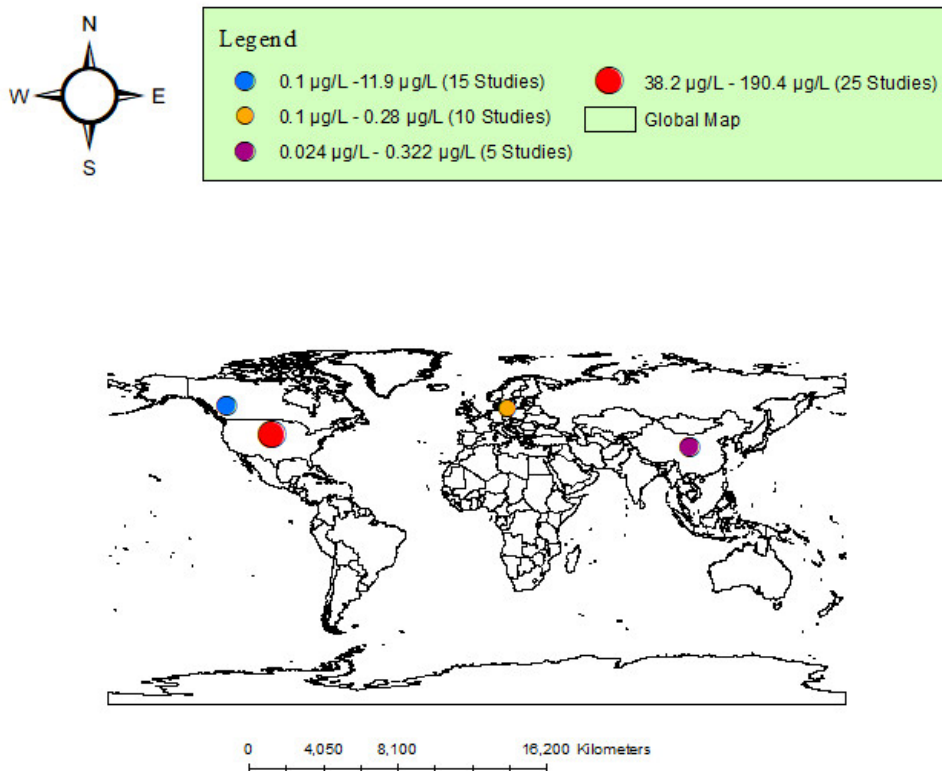 N
W E
S
Legend
0.1 µg/L -11.9 µg/L (15 Studies)
0.1 µg/L - 0.28 µg/L (10 Studies)
0.024 µg/L - 0.322 µg/L (5 Studies)
38.2 µg/L - 190.4 µg/L (25 Studies)
Global Map
0 4,050 8,100 16,200 Kilometers